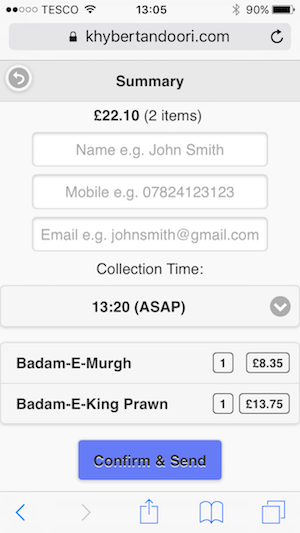 TESCO 13:05 90%
khybertandoori.com
Summary
£22.10 (2 items)
Name e.g. John Smith
Mobile e.g. 07824123123
Email e.g. johnsmith@gmail.com
Collection Time:
13:20 (ASAP)
Badam-E-Murgh 1 £8.35
Badam-E-King Prawn 1 £13.75
Confirm & Send